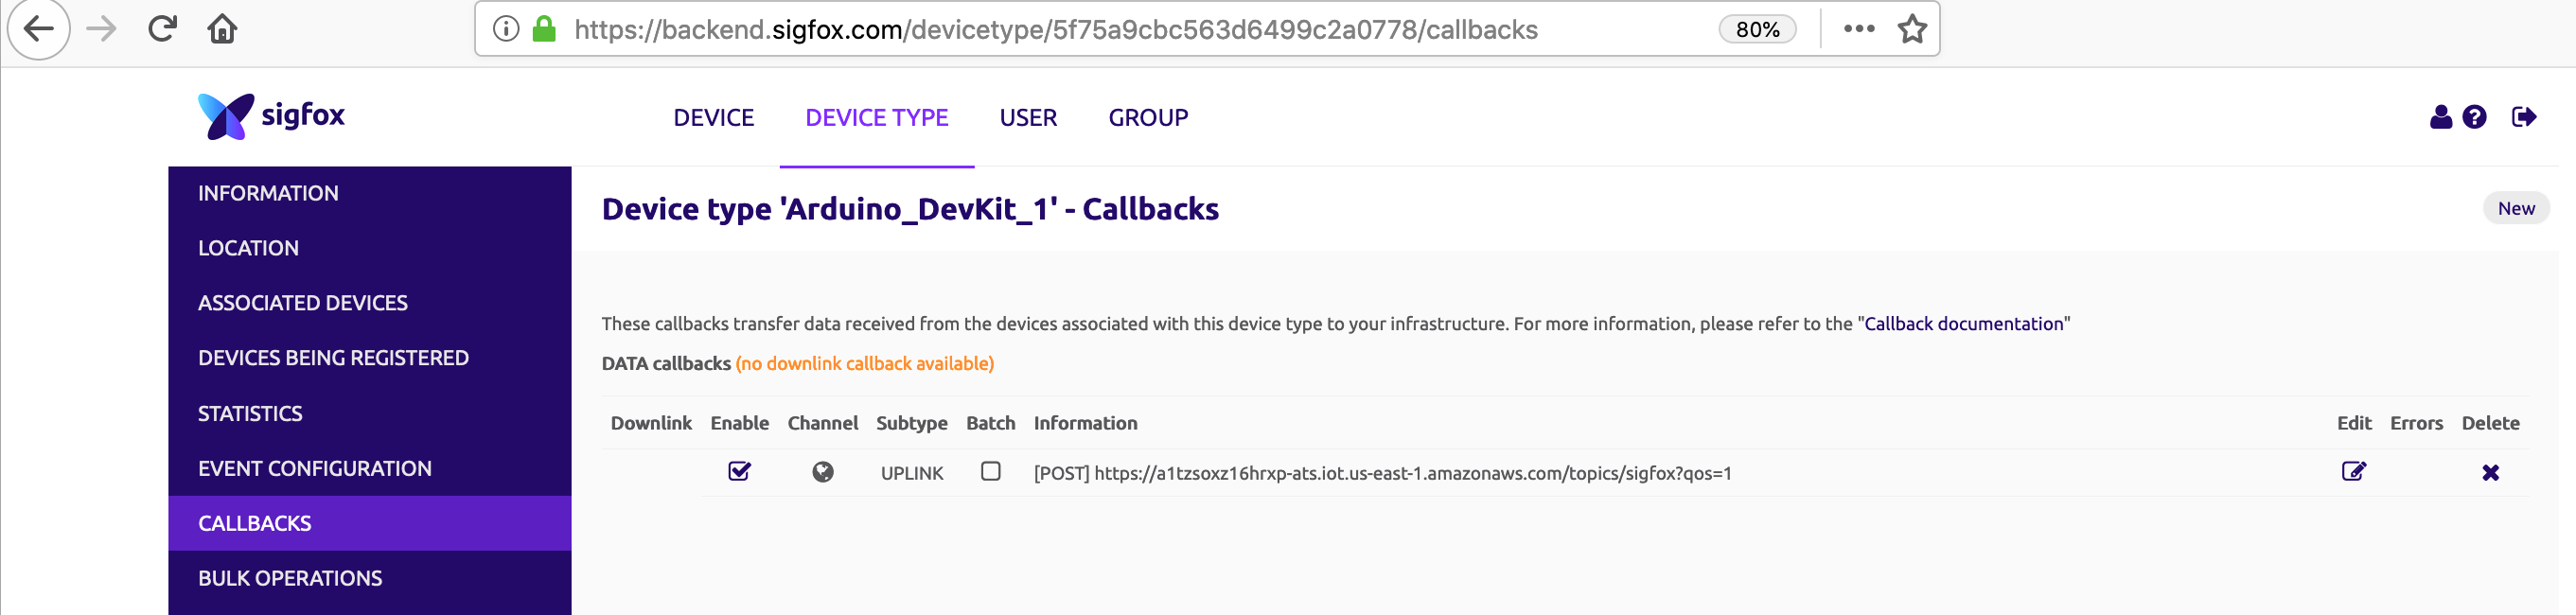 https://backend.sigfox.com/devicetype/5f75a9cbc563d6499c2a0778/callbacks 80%
sigfox DEVICE DEVICE TYPE USER GROUP
INFORMATION
LOCATION
ASSOCIATED DEVICES
DEVICES BEING REGISTERED
STATISTICS
EVENT CONFIGURATION
CALLBACKS
BULK OPERATIONS
Device type 'Arduino_DevKit_1' - Callbacks New
These callbacks transfer data received from the devices associated with this device type to your infrastructure. For more information, please refer to the "Callback documentation"
DATA callbacks (no downlink callback available)
Downlink Enable Channel Subtype Batch Information Edit Errors Delete
UPLINK [POST] https://a1tzsoxz16hrxp-ats.iot.us-east-1.amazonaws.com/topics/sigfox?qos=1